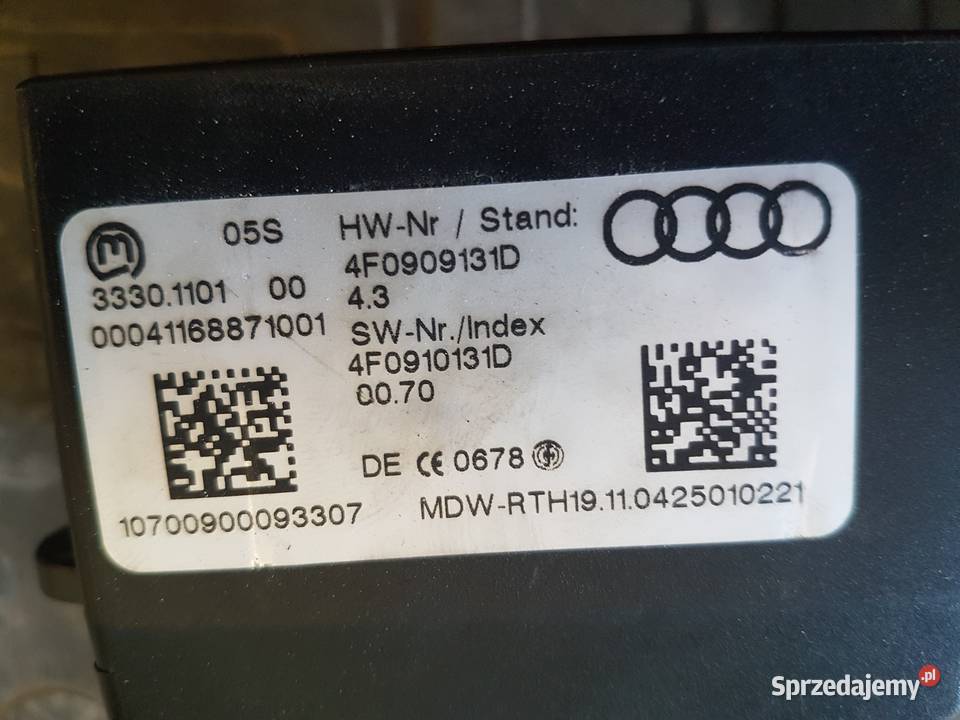 M 05S HW-Nr / Stand:
4F0909131D
3330.1101 00 4.3
00041168871001 SW-Nr./Index
4F0910131D
00.70
DE CE 0678
10700900093307 MDW-RTH19.11.0425010221
Sprzedajemy.pl